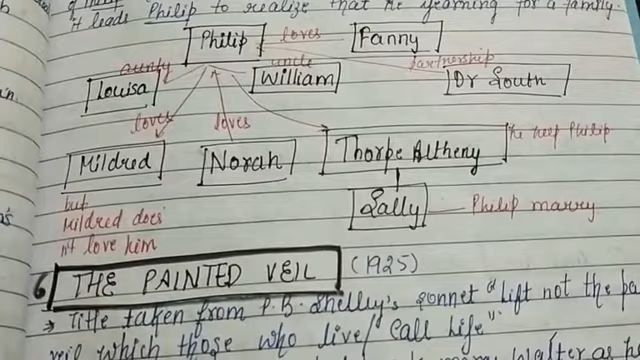 it leads Philip to realize that he yearning for a family.
Philip
loves
Fanny
aunty
uncle
partnership
Louisa
William
Dr South
loves
loves
Mildred
Norah
Thorpe Altheny
he help Philip
but
Mildred does
nt love him
Sally
Philip marry
6 THE PAINTED VEIL (1925)
→ Title taken from P.B. Shelley's sonnet "Lift not the pa
veil which those who live/ call life".